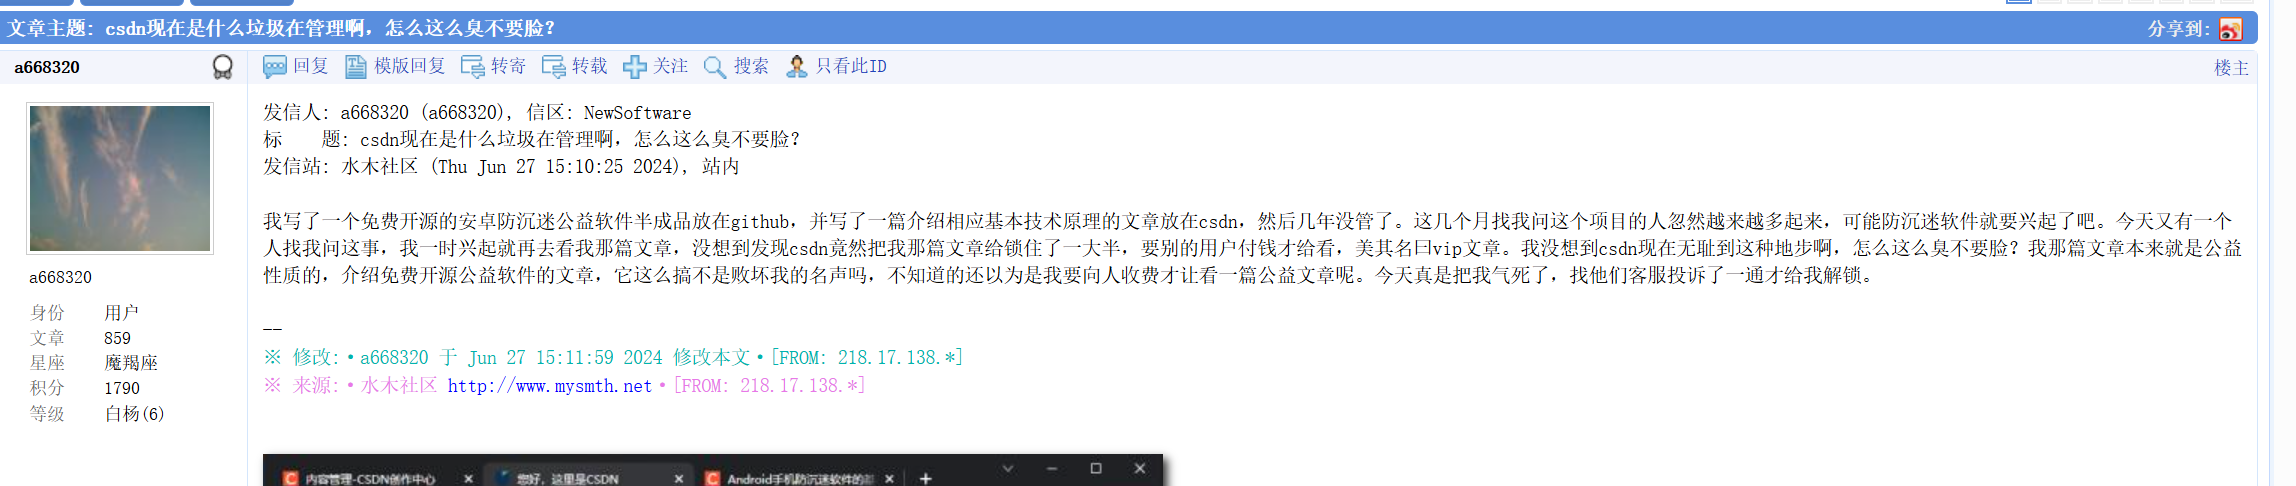 文章主题: csdn现在是什么垃圾在管理啊，怎么这么臭不要脸？
分享到:
a668320
回复 模版回复 转寄 转载 关注 搜索 只看此ID
楼主
发信人: a668320 (a668320), 信区: NewSoftware
标　　题: csdn现在是什么垃圾在管理啊，怎么这么臭不要脸？
发信站: 水木社区 (Thu Jun 27 15:10:25 2024), 站内
我写了一个免费开源的安卓防沉迷公益软件半成品放在github，并写了一篇介绍相应基本技术原理的文章放在csdn，然后几年没管了。这几个月找我问这个项目的人忽然越来越多起来，可能防沉迷软件就要兴起了吧。今天又有一个
人找我问这事，我一时兴起就再去看我那篇文章，没想到发现csdn竟然把我那篇文章给锁住了一大半，要别的用户付钱才给看，美其名曰vip文章。我没想到csdn现在无耻到这种地步啊，怎么这么臭不要脸？我那篇文章本来就是公益
性质的，介绍免费开源公益软件的文章，它这么搞不是败坏我的名声吗，不知道的还以为是我要向人收费才让看一篇公益文章呢。今天真是把我气死了，找他们客服投诉了一通才给我解锁。
--
※ 修改:·a668320 于 Jun 27 15:11:59 2024 修改本文·[FROM: 218.17.138.*]
※ 来源:·水木社区 http://www.mysmth.net·[FROM: 218.17.138.*]
a668320
身份 用户
文章 859
星座 魔羯座
积分 1790
等级 白杨(6)
内容管理-CSDN创作中心 您好，这里是CSDN Android手机防沉迷软件的